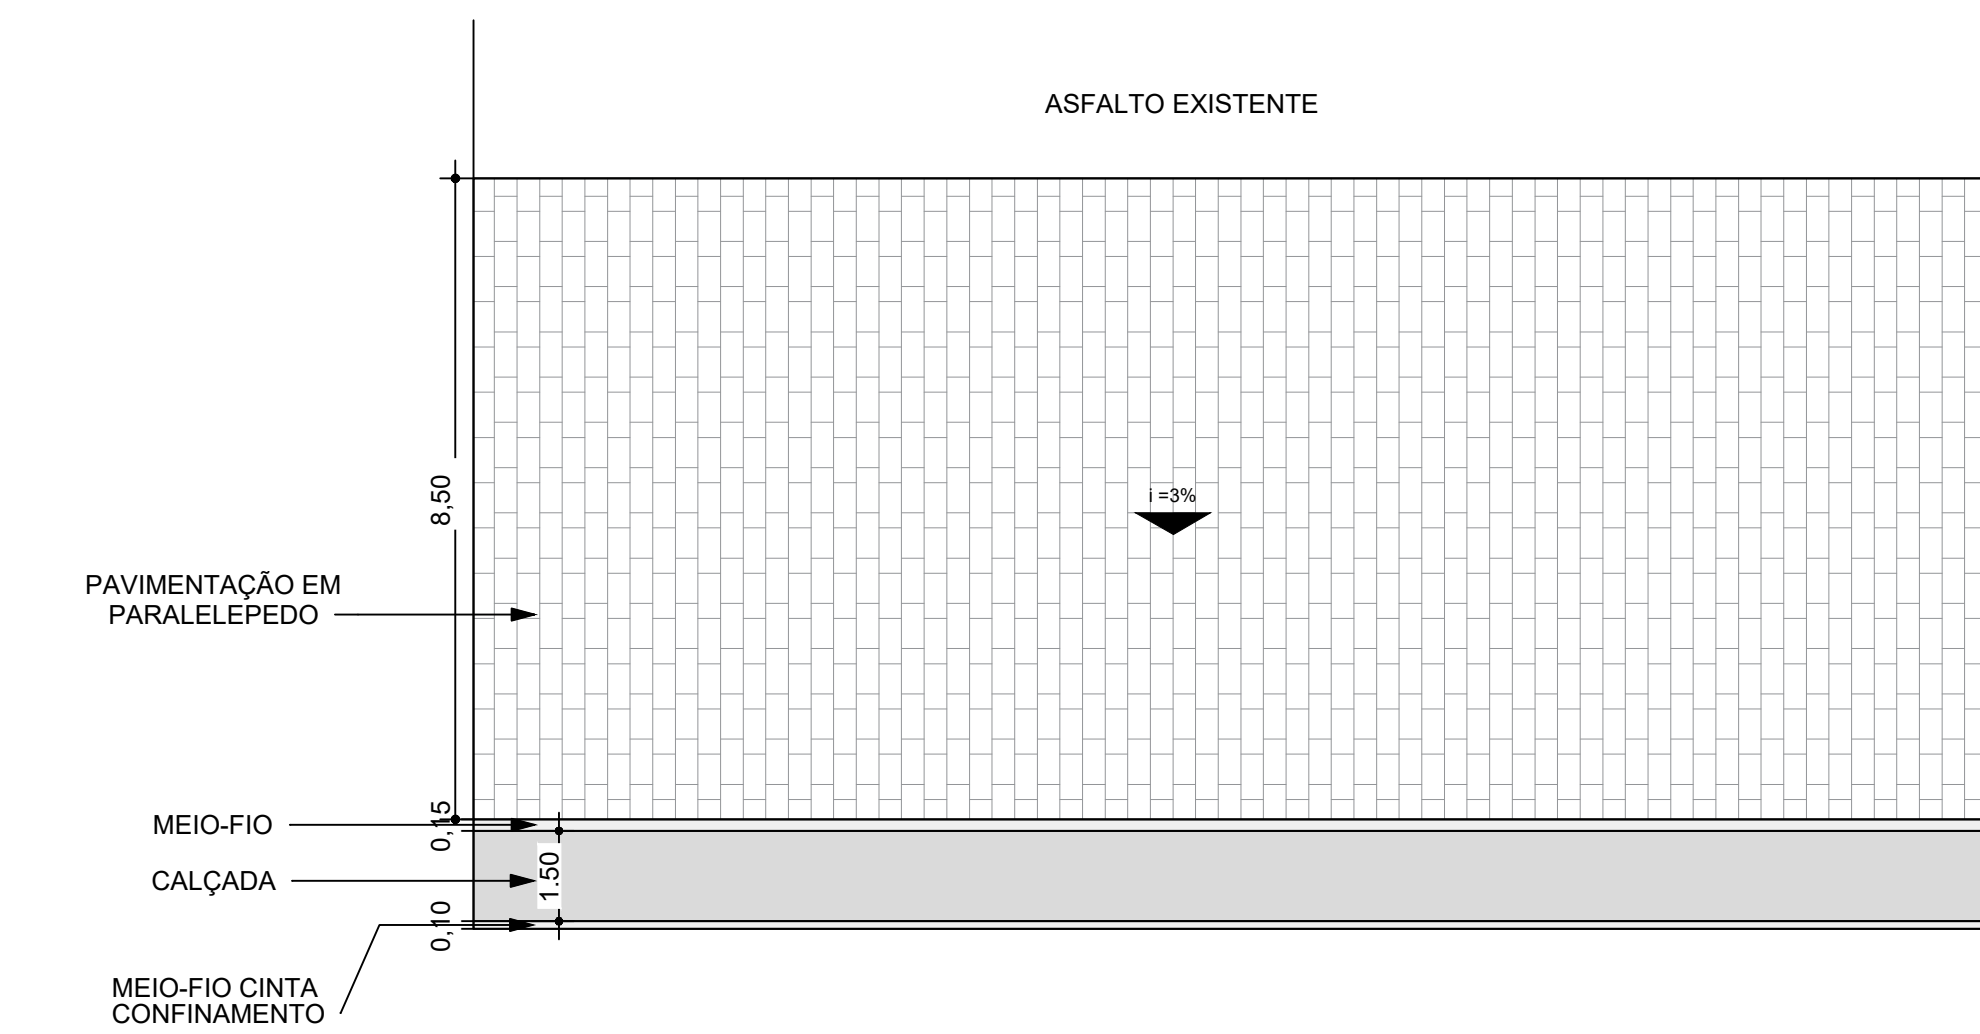 ASFALTO EXISTENTE
8,50
i =3%
PAVIMENTAÇÃO EM
PARALELEPEDO
0,15
MEIO-FIO
1.50
CALÇADA
0,10
MEIO-FIO CINTA
CONFINAMENTO